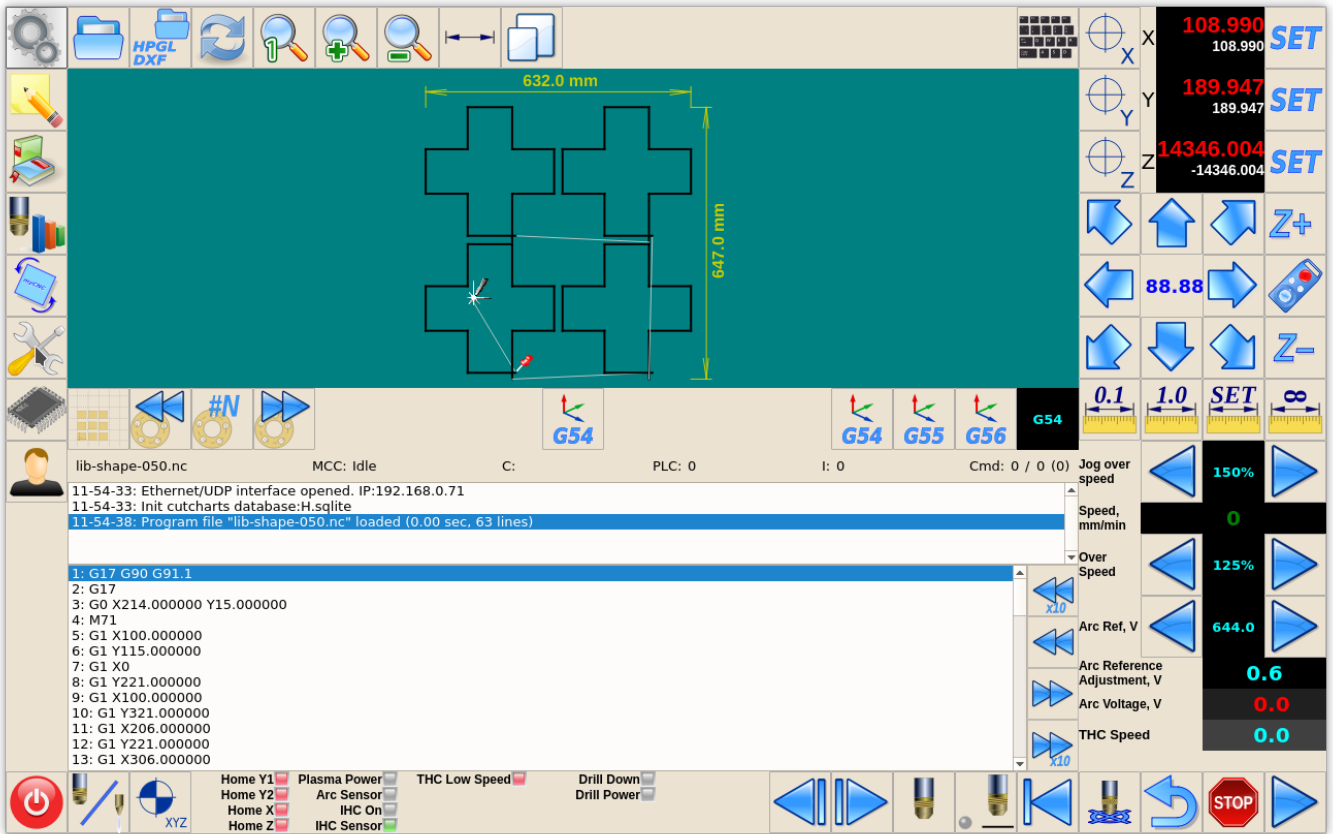 HPGL
DXF
1
X
X
108.990
108.990
SET
632.0 mm
Y
Y
189.947
189.947
SET
Z
Z
14346.004
-14346.004
SET
647.0 mm
Z+
myCNC
88.88
Z−
#N
G54
G54
G55
G56
G54
0.1
1.0
SET
∞
lib-shape-050.nc
MCC: Idle
C:
PLC: 0
I: 0
Cmd: 0 / 0 (0)
Jog over
speed
150%
11-54-33: Ethernet/UDP interface opened. IP:192.168.0.71
11-54-33: Init cutcharts database:H.sqlite
11-54-38: Program file "lib-shape-050.nc" loaded (0.00 sec, 63 lines)
Speed,
mm/min
0
Over
Speed
125%
1: G17 G90 G91.1
2: G17
3: G0 X214.000000 Y15.000000
4: M71
5: G1 X100.000000
6: G1 Y115.000000
7: G1 X0
8: G1 Y221.000000
9: G1 X100.000000
10: G1 Y321.000000
11: G1 X206.000000
12: G1 Y221.000000
13: G1 X306.000000
x10
x10
Arc Ref, V
644.0
Arc Reference
Adjustment, V
0.6
Arc Voltage, V
0.0
THC Speed
0.0
XYZ
Home Y1
Home Y2
Home X
Home Z
Plasma Power
Arc Sensor
IHC On
IHC Sensor
THC Low Speed
Drill Down
Drill Power
STOP